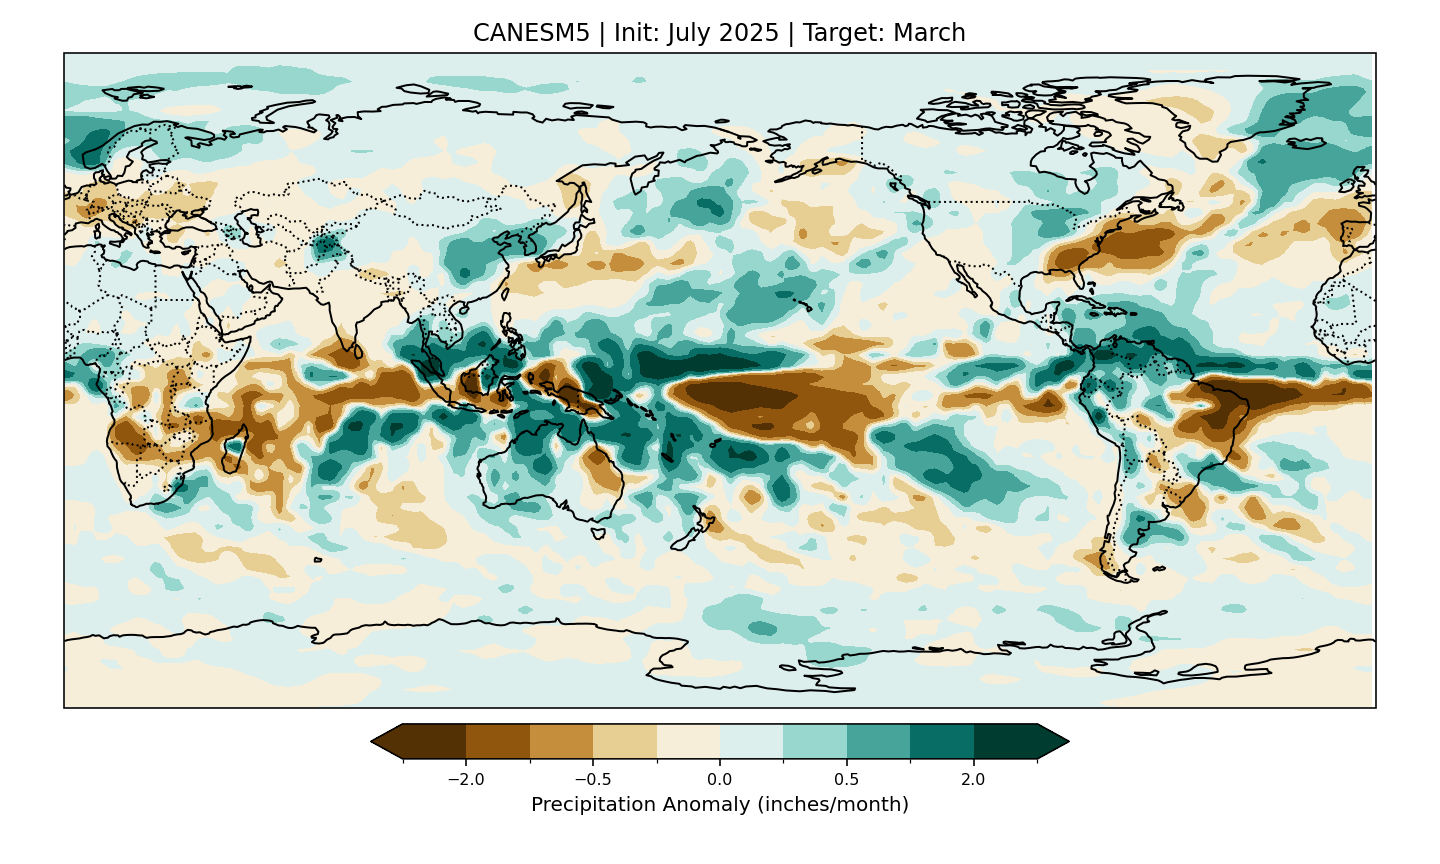 CANESM5 | Init: July 2025 | Target: March
−2.0 −0.5 0.0 0.5 2.0
Precipitation Anomaly (inches/month)